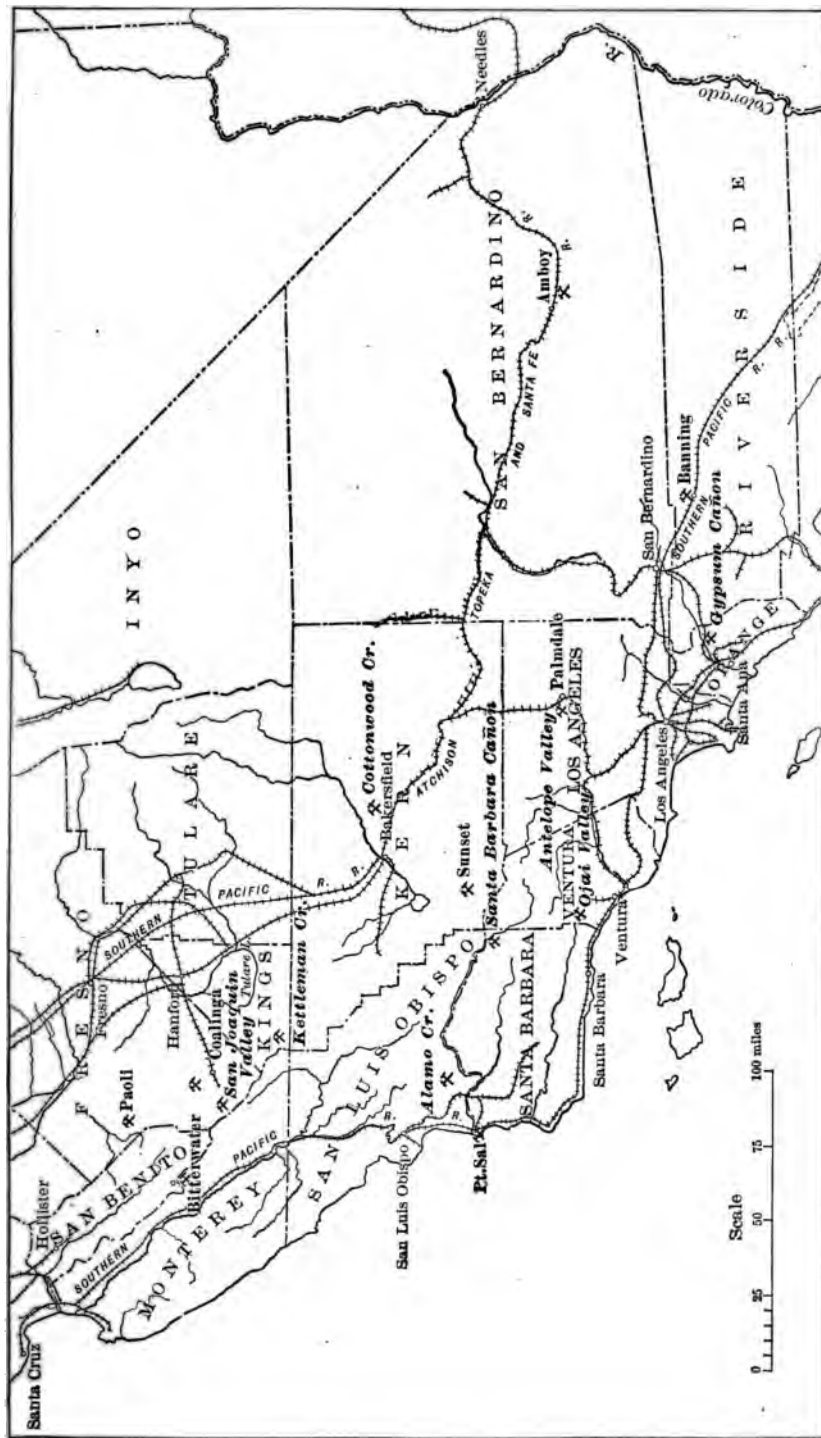 Santa Cruz
Hollister
SAN BENITO
Bitterwater
SOUTHERN
PACIFIC
R.
MONTEREY
FRESNO
Paoli
Fresno
Hanford
Coalinga
San Joaquin
Valley
Tulare L.
KINGS
Kettleman Cr.
SOUTHERN
PACIFIC
R.
TULARE
INYO
SAN LUIS OBISPO
San Luis Obispo
R.
Alamo Cr.
Pt.Sal
SANTA BARBARA
Santa Barbara
Cottonwood Cr.
Bakersfield
KERN
Sunset
Santa Barbara Cañon
ATCHISON
TOPEKA
AND
SANTA FE
R.
R.
Antelope Valley
Palmdale
VENTURA
Ojai Valley
Ventura
LOS ANGELES
Los Angeles
SAN BERNARDINO
Amboy
Needles
Colorado
R.
San Bernardino
Banning
SOUTHERN
PACIFIC
R.
R.
RIVERSIDE
Gypsum Cañon
ORANGE
Santa Ana
Scale
0
25
50
75
100 miles